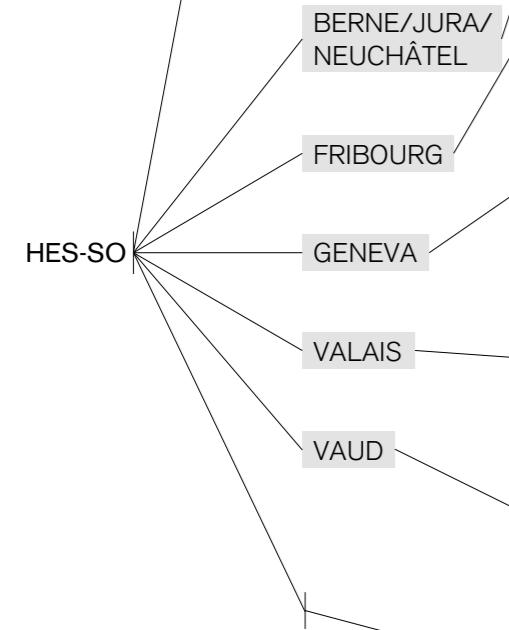 BERNE/JURA/
NEUCHÂTEL
FRIBOURG
HES-SO
GENEVA
VALAIS
VAUD